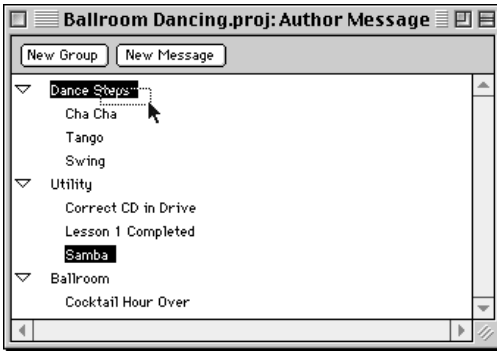 Ballroom Dancing.proj: Author Message
New Group New Message
Dance Steps
Cha Cha
Tango
Swing
Utility
Correct CD in Drive
Lesson 1 Completed
Samba
Ballroom
Cocktail Hour Over